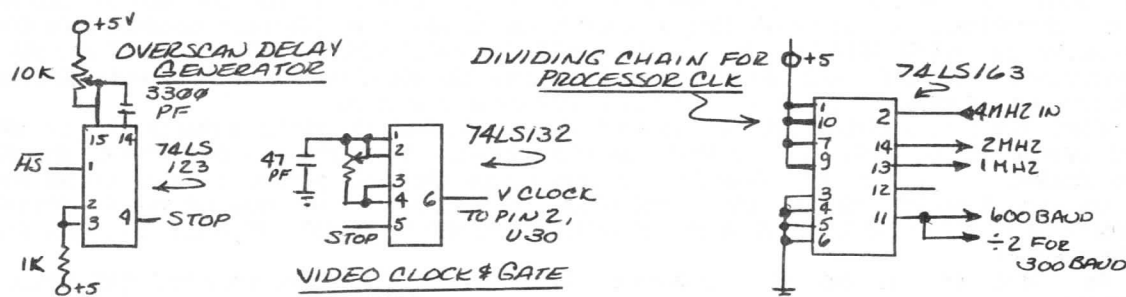 +5V
OVERSCAN DELAY
GENERATOR
10K
3300
PF
15 14
74LS
123
HS
1
2
3
4
STOP
1K
+5
47
PF
1
2
3
4
5
6
74LS132
V CLOCK
TO PIN 2,
U30
STOP
VIDEO CLOCK & GATE
DIVIDING CHAIN FOR
PROCESSOR CLK
+5
74LS163
1
10
7
9
3
4
5
6
2
14
13
12
11
4MHZ IN
2MHZ
1MHZ
600 BAUD
÷2 FOR
300 BAUD